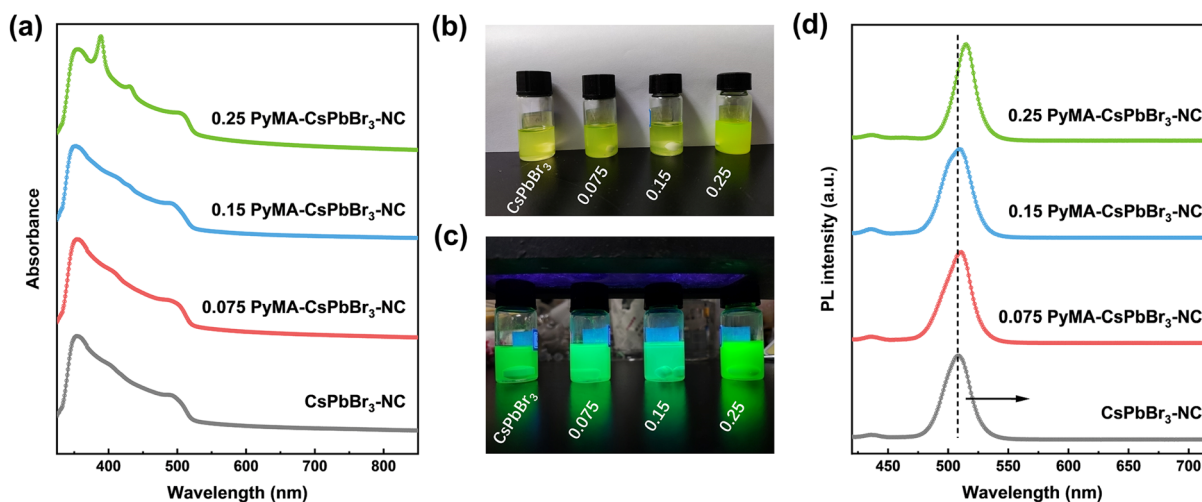 (a)
Absorbance
0.25 PyMA-CsPbBr₃-NC
0.15 PyMA-CsPbBr₃-NC
0.075 PyMA-CsPbBr₃-NC
CsPbBr₃-NC
400 500 600 700 800
Wavelength (nm)
(b)
CsPbBr₃
0.075
0.15
0.25
(c)
CsPbBr₃
0.075
0.15
0.25
(d)
PL intensity (a.u.)
0.25 PyMA-CsPbBr₃-NC
0.15 PyMA-CsPbBr₃-NC
0.075 PyMA-CsPbBr₃-NC
CsPbBr₃-NC
450 500 550 600 650 700
Wavelength (nm)